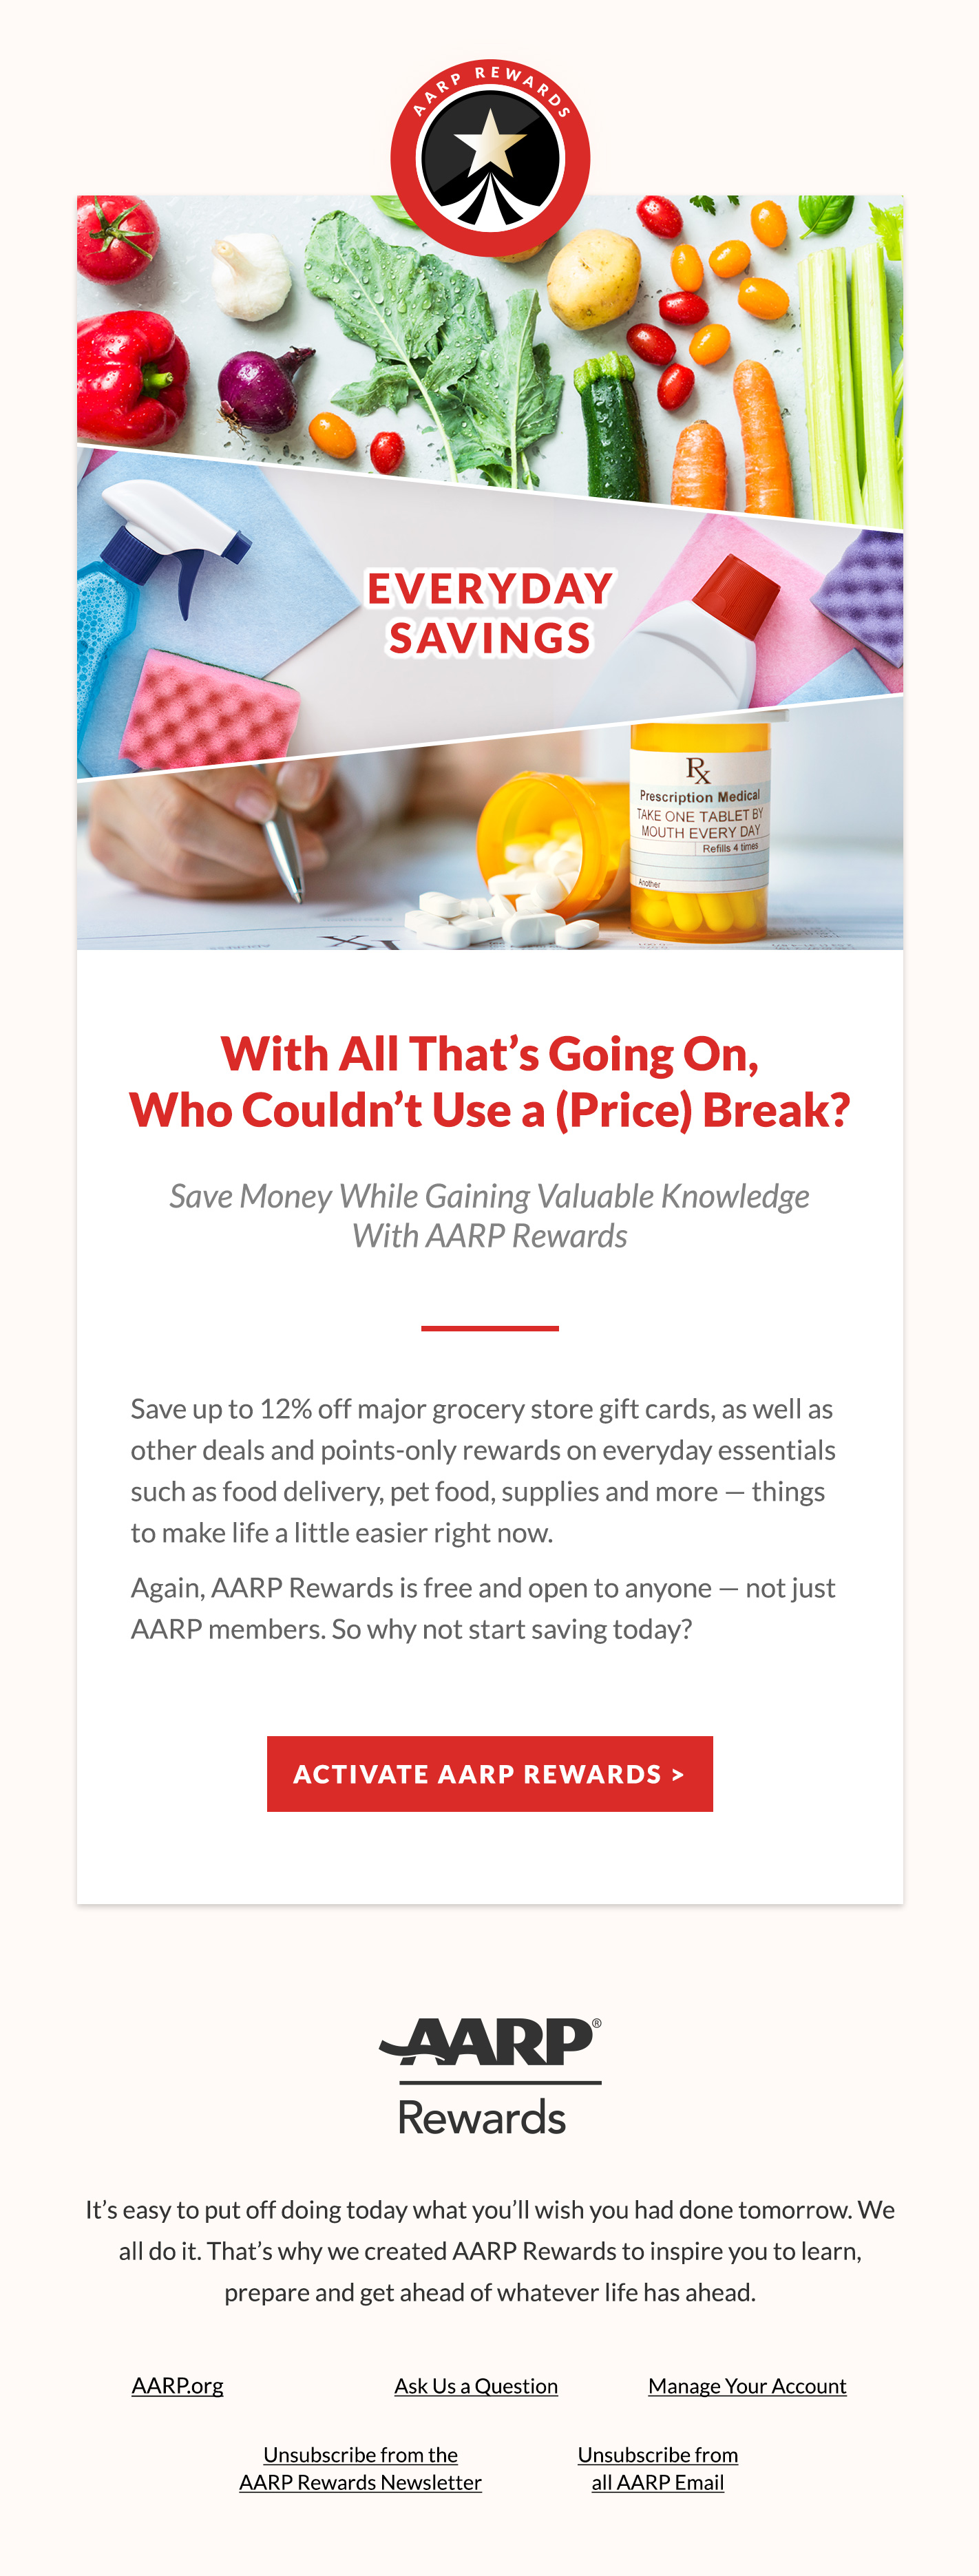 AARP REWARDS
EVERYDAY
SAVINGS
Rx
Prescription Medical
TAKE ONE TABLET BY
MOUTH EVERY DAY
Refills 4 times
Another
With All That’s Going On,
Who Couldn’t Use a (Price) Break?
Save Money While Gaining Valuable Knowledge
With AARP Rewards
Save up to 12% off major grocery store gift cards, as well as
other deals and points-only rewards on everyday essentials
such as food delivery, pet food, supplies and more — things
to make life a little easier right now.
Again, AARP Rewards is free and open to anyone — not just
AARP members. So why not start saving today?
ACTIVATE AARP REWARDS >
AARP®
Rewards
It’s easy to put off doing today what you’ll wish you had done tomorrow. We
all do it. That’s why we created AARP Rewards to inspire you to learn,
prepare and get ahead of whatever life has ahead.
AARP.org
Ask Us a Question
Manage Your Account
Unsubscribe from the
AARP Rewards Newsletter
Unsubscribe from
all AARP Email